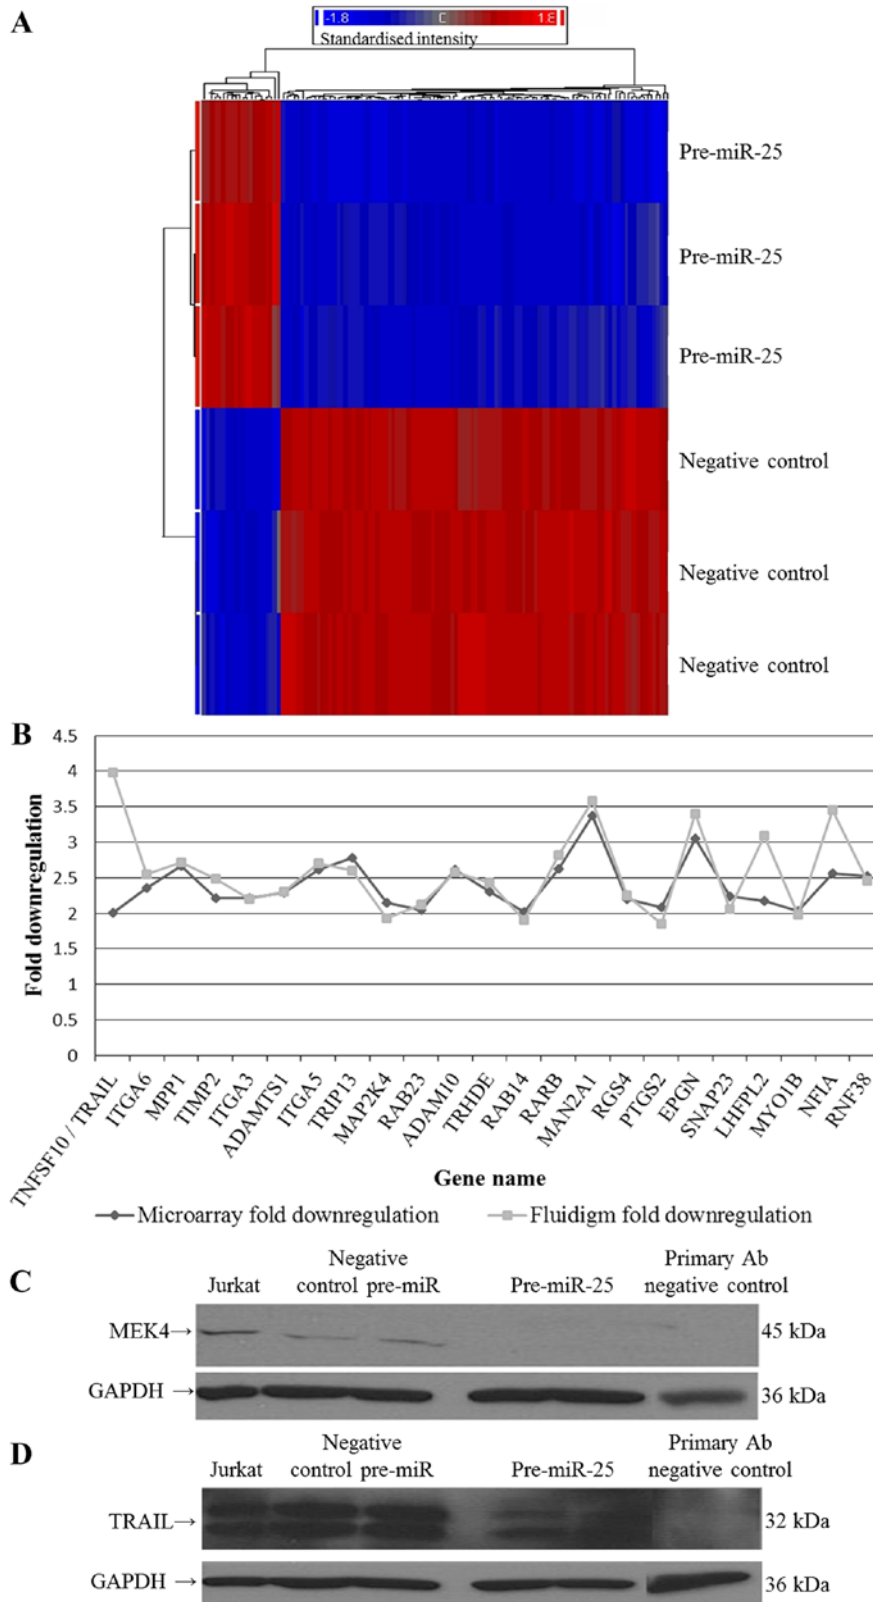 A
-1.8 C 1.8
Standardised intensity
Pre-miR-25
Pre-miR-25
Pre-miR-25
Negative control
Negative control
Negative control
B
Fold downregulation
4.5
4
3.5
3
2.5
2
1.5
1
0.5
0
TNFSF10 / TRAIL
ITGA6
MPP1
TIMP2
ITGA3
ADAMTS1
ITGA5
TRIP13
MAP2K4
RAB23
ADAM10
TRHDE
RAB14
RARB
MAN2A1
RGS4
PTGS2
EPGN
SNAP23
LHFPL2
MYO1B
NFIA
RNF38
Gene name
Microarray fold downregulation
Fluidigm fold downregulation
C
Jurkat
Negative
control pre-miR
Pre-miR-25
Primary Ab
negative control
MEK4→
45 kDa
GAPDH →
36 kDa
D
Jurkat
Negative
control pre-miR
Pre-miR-25
Primary Ab
negative control
TRAIL→
32 kDa
GAPDH →
36 kDa